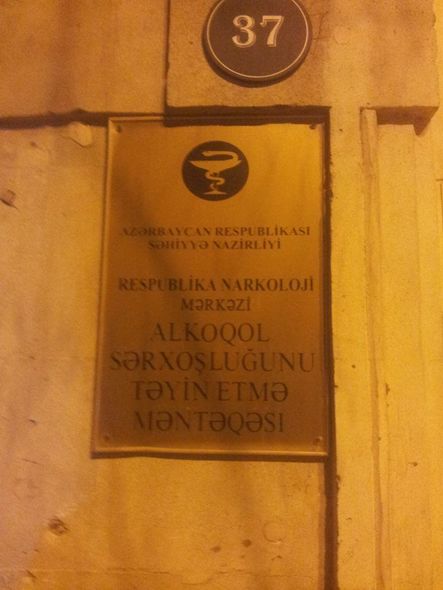 37
AZƏRBAYCAN RESPUBLİKASI
SƏHİYYƏ NAZİRLİYİ
RESPUBLİKA NARKOLOJİ
MƏRKƏZİ
ALKOQOL
SƏRXOŞLUĞUNU
TƏYİN ETMƏ
MƏNTƏQƏSİ